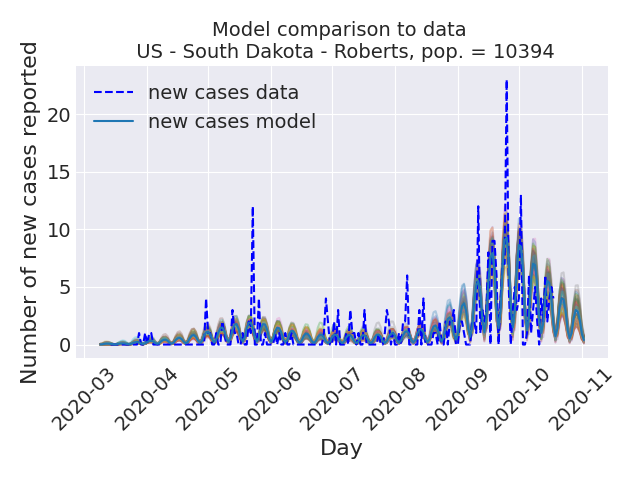 Model comparison to data
US - South Dakota - Roberts, pop. = 10394
Number of new cases reported
new cases data
new cases model
20
15
10
5
0
2020-03
2020-04
2020-05
2020-06
2020-07
2020-08
2020-09
2020-10
2020-11
Day